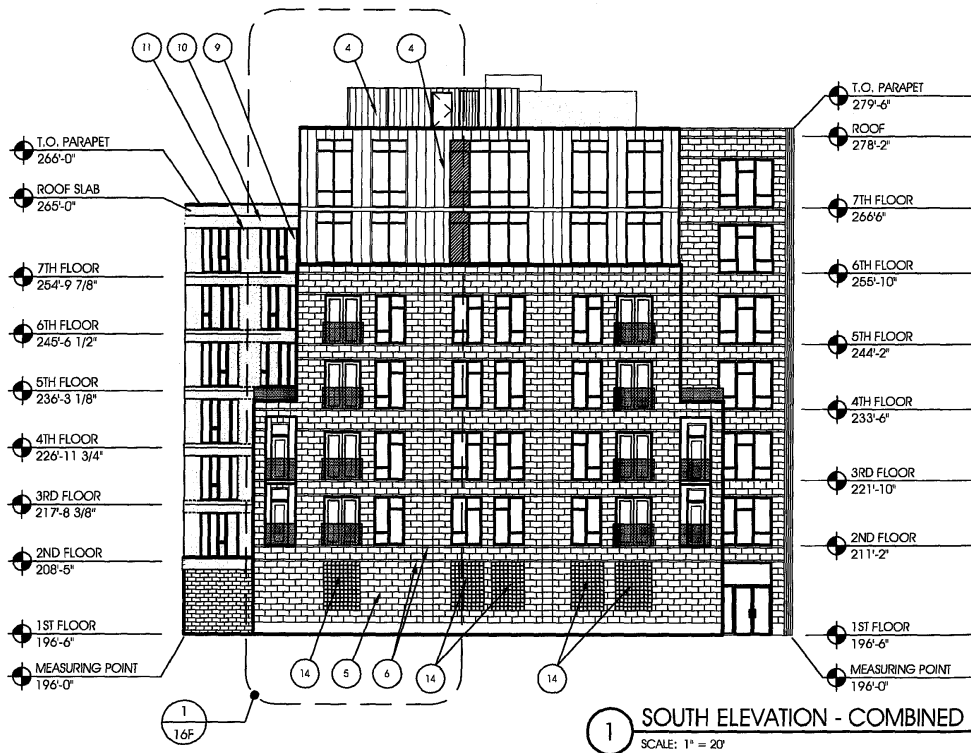 11 10 9 4 4
T.O. PARAPET
266'-0"
ROOF SLAB
265'-0"
7TH FLOOR
254'-9 7/8"
6TH FLOOR
245'-6 1/2"
5TH FLOOR
236'-3 1/8"
4TH FLOOR
226'-11 3/4"
3RD FLOOR
217'-8 3/8"
2ND FLOOR
208'-5"
1ST FLOOR
196'-6"
MEASURING POINT
196'-0"
T.O. PARAPET
279'-6"
ROOF
278'-2"
7TH FLOOR
266'6"
6TH FLOOR
255'-10"
5TH FLOOR
244'-2"
4TH FLOOR
233'-6"
3RD FLOOR
221'-10"
2ND FLOOR
211'-2"
1ST FLOOR
196'-6"
MEASURING POINT
196'-0"
14 5 6 14 14
1
16F
1 SOUTH ELEVATION - COMBINED
SCALE: 1" = 20'